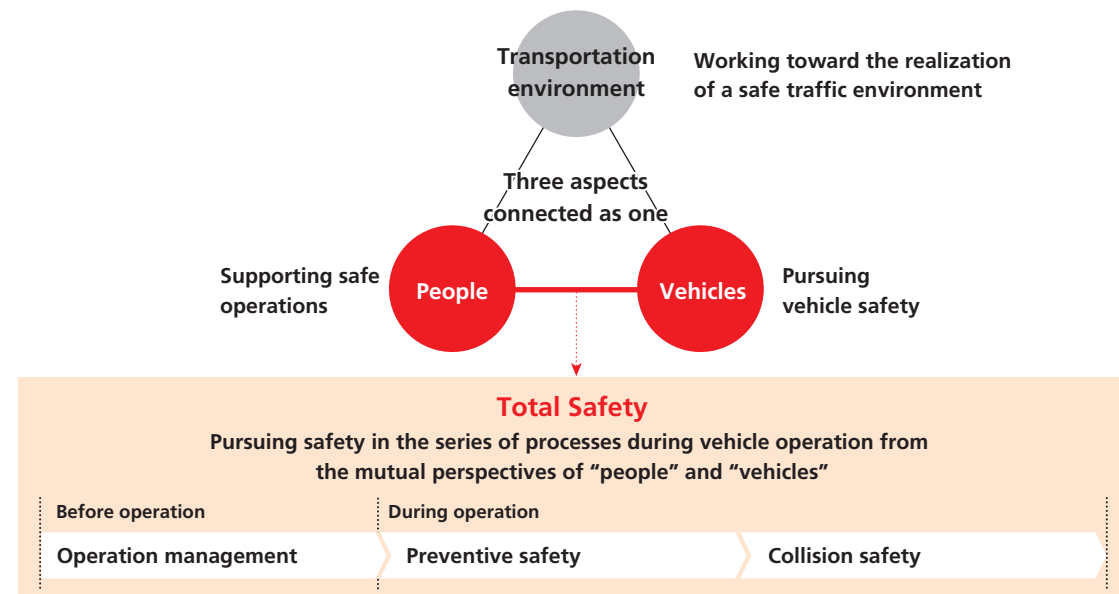 Transportation
environment
Working toward the realization
of a safe traffic environment
Three aspects
connected as one
Supporting safe
operations
People
Vehicles
Pursuing
vehicle safety
Total Safety
Pursuing safety in the series of processes during vehicle operation from
the mutual perspectives of “people” and “vehicles”
Before operation
During operation
Operation management
Preventive safety
Collision safety